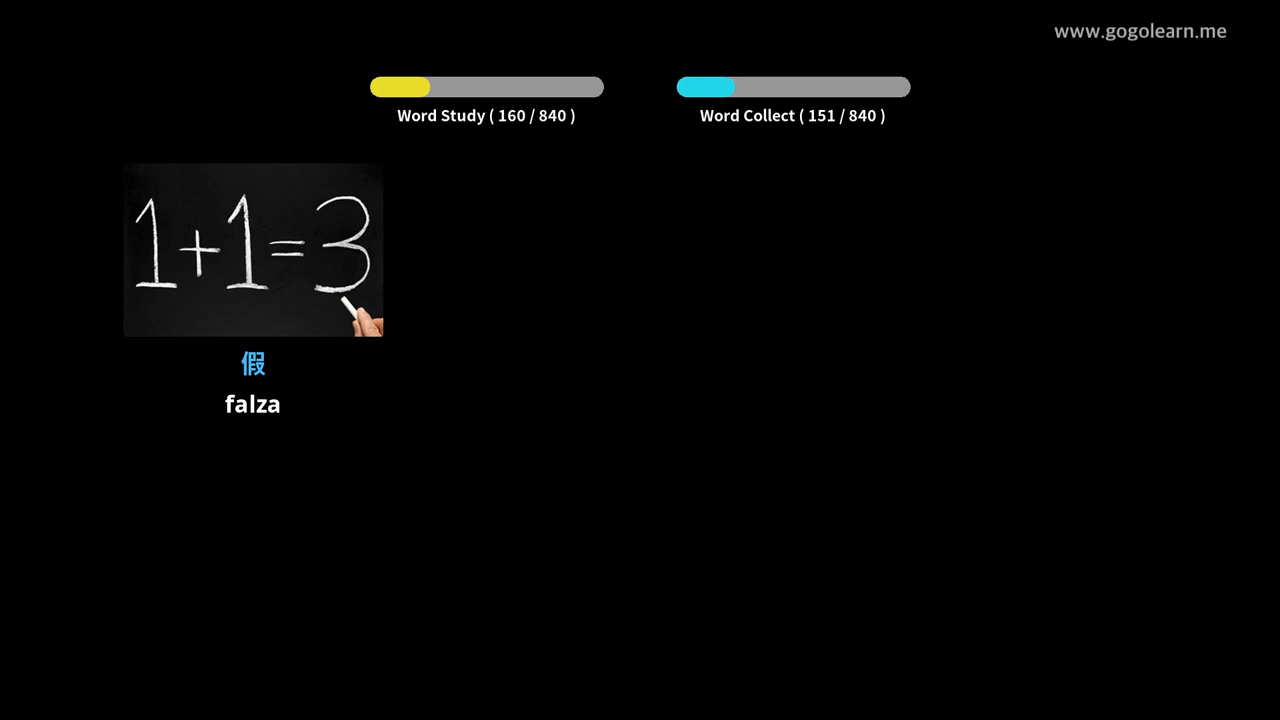 www.gogolearn.me
Word Study ( 160 / 840 )
Word Collect ( 151 / 840 )
1+1=3
假
falza